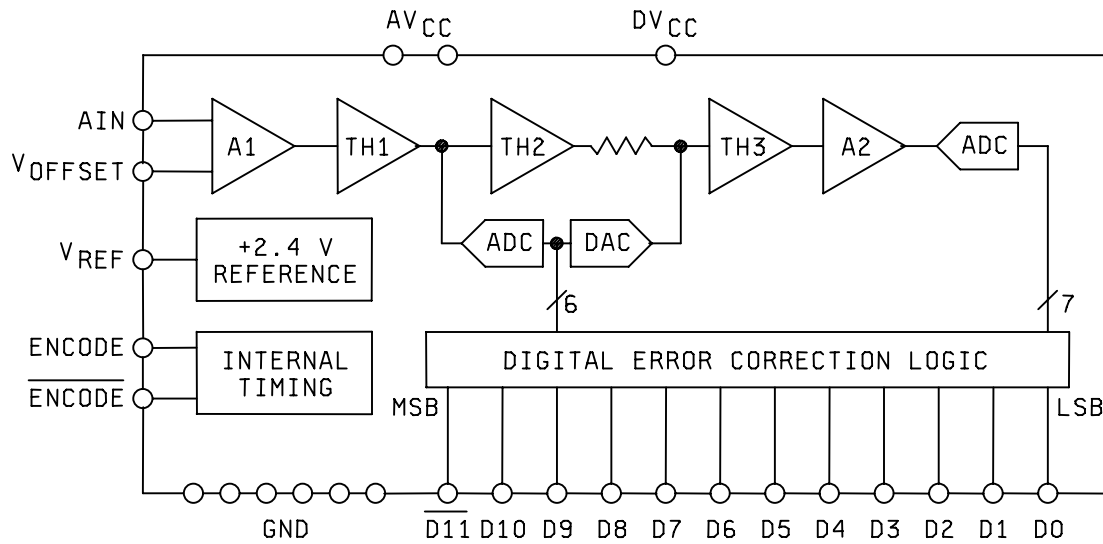 AVCC DVCC
AIN
VOFFSET
A1 TH1 TH2 TH3 A2 ADC
ADC DAC
VREF
+2.4 V
REFERENCE
6 7
ENCODE
ENCODE
INTERNAL
TIMING
DIGITAL ERROR CORRECTION LOGIC
MSB LSB
GND D11 D10 D9 D8 D7 D6 D5 D4 D3 D2 D1 D0